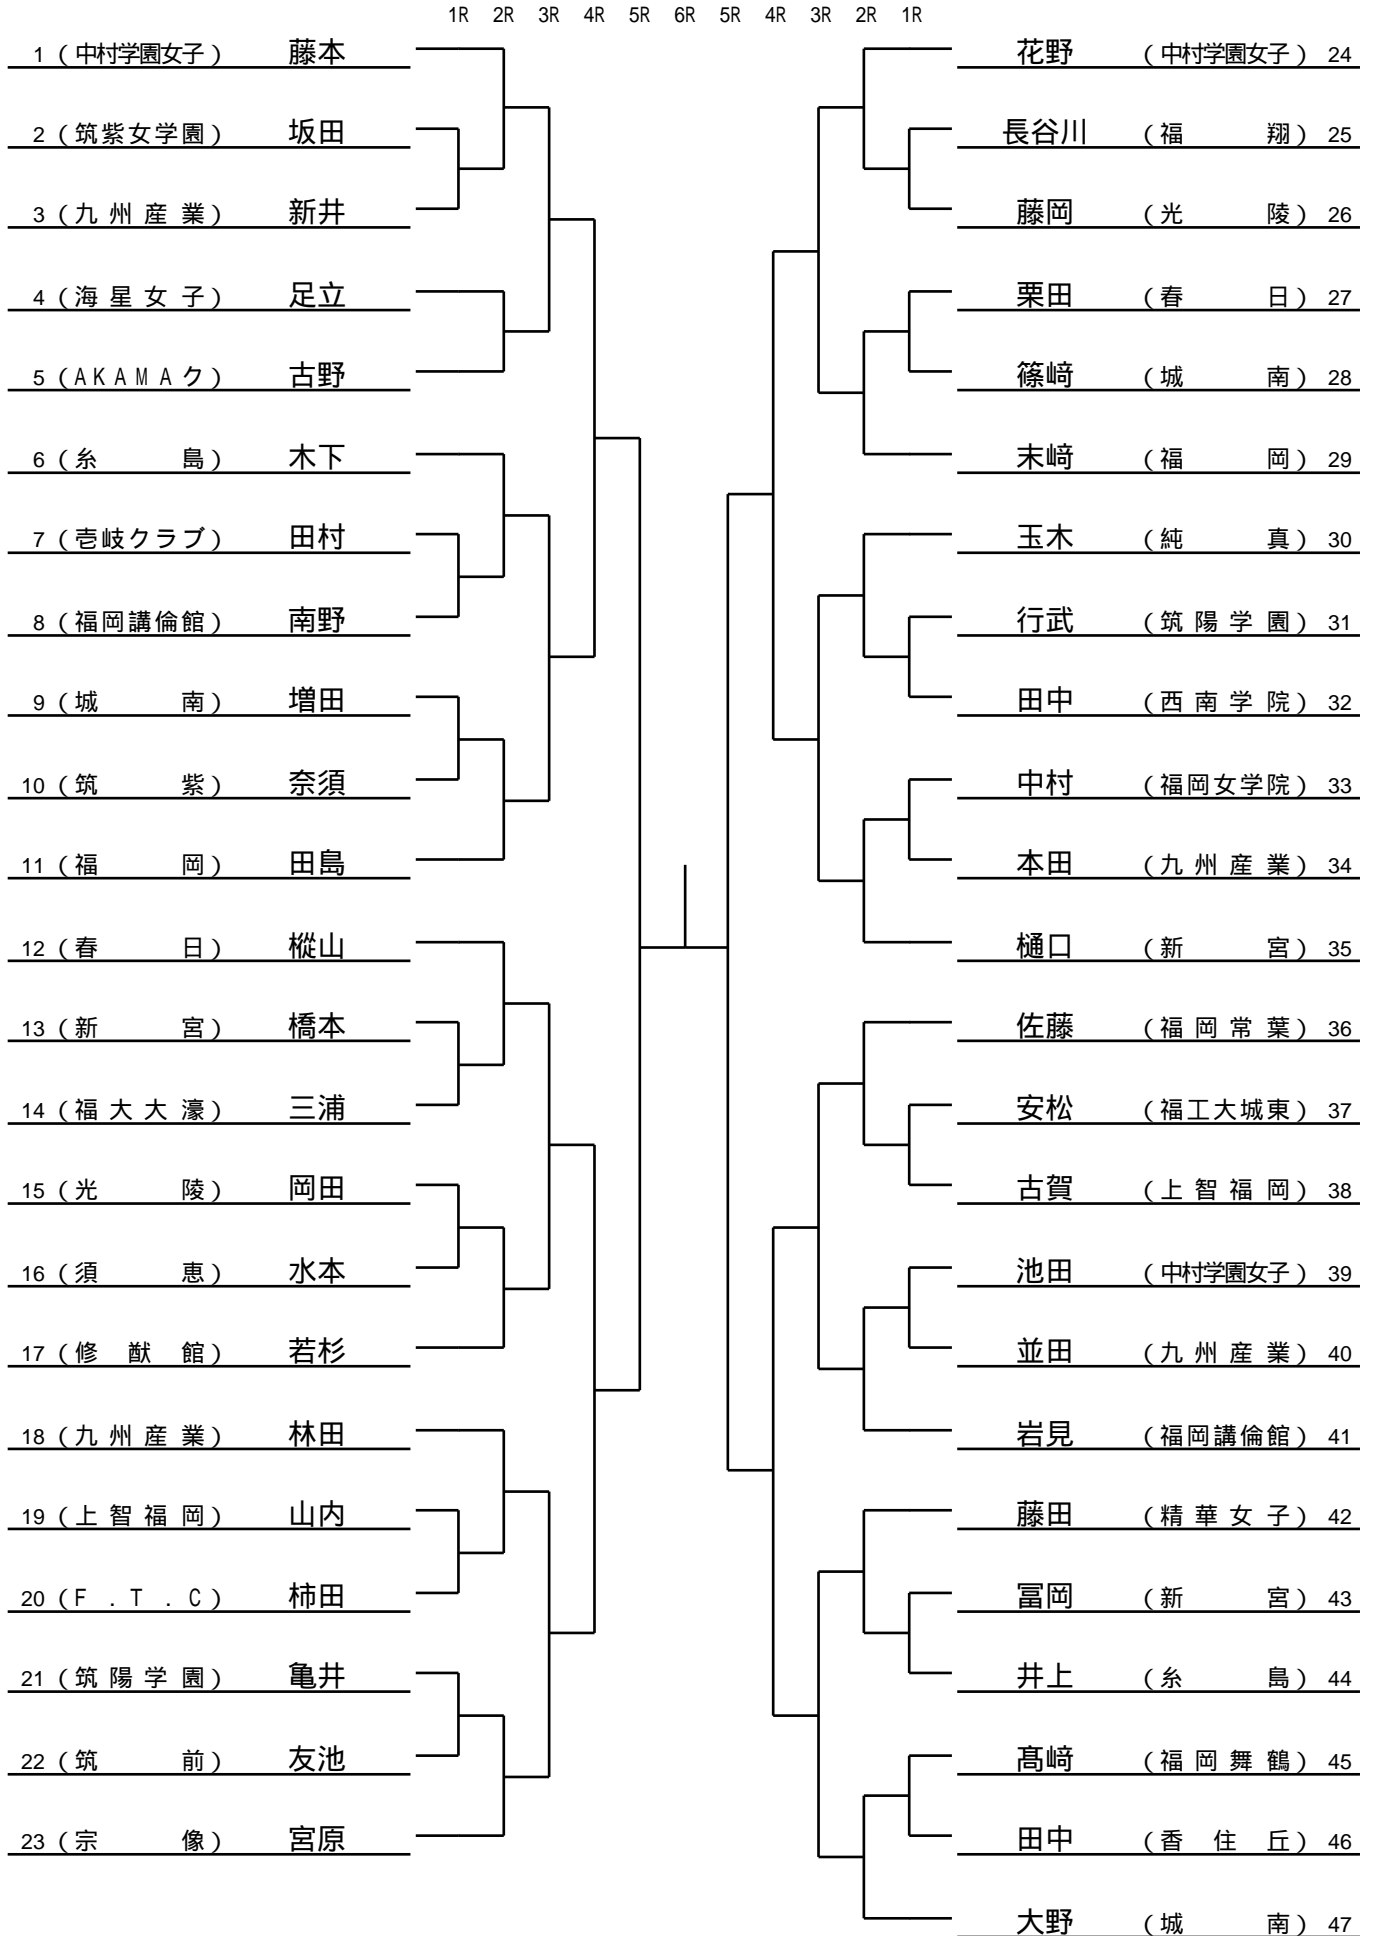 1R 2R 3R 4R 5R 6R 5R 4R 3R 2R 1R
1 (中村学園女子) 藤本
2 (筑紫女学園) 坂田
3 (九州産業) 新井
4 (海星女子) 足立
5 (AKAMAク) 古野
6 (糸島) 木下
7 (壱岐クラブ) 田村
8 (福岡講倫館) 南野
9 (城南) 増田
10 (筑紫) 奈須
11 (福岡) 田島
12 (春日) 樅山
13 (新宮) 橋本
14 (福大大濠) 三浦
15 (光陵) 岡田
16 (須恵) 水本
17 (修猷館) 若杉
18 (九州産業) 林田
19 (上智福岡) 山内
20 (F.T.C) 柿田
21 (筑陽学園) 亀井
22 (筑前) 友池
23 (宗像) 宮原
花野 (中村学園女子) 24
長谷川 (福翔) 25
藤岡 (光陵) 26
栗田 (春日) 27
篠﨑 (城南) 28
末﨑 (福岡) 29
玉木 (純真) 30
行武 (筑陽学園) 31
田中 (西南学院) 32
中村 (福岡女学院) 33
本田 (九州産業) 34
樋口 (新宮) 35
佐藤 (福岡常葉) 36
安松 (福工大城東) 37
古賀 (上智福岡) 38
池田 (中村学園女子) 39
並田 (九州産業) 40
岩見 (福岡講倫館) 41
藤田 (精華女子) 42
冨岡 (新宮) 43
井上 (糸島) 44
髙﨑 (福岡舞鶴) 45
田中 (香住丘) 46
大野 (城南) 47